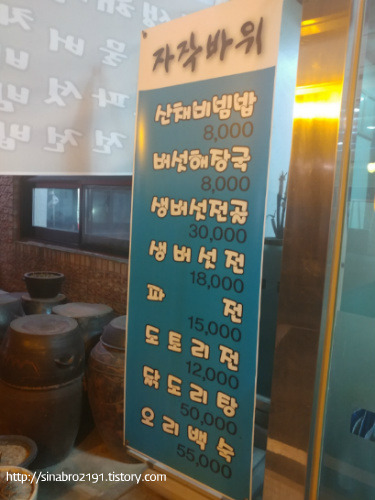 자작바위
산채비빔밥
8,000
버섯해장국
8,000
생버섯전골
30,000
생버섯전
18,000
파 전
15,000
도토리전
12,000
닭도리탕
50,000
오리백숙
55,000
http://sinabro2191.tistory.com